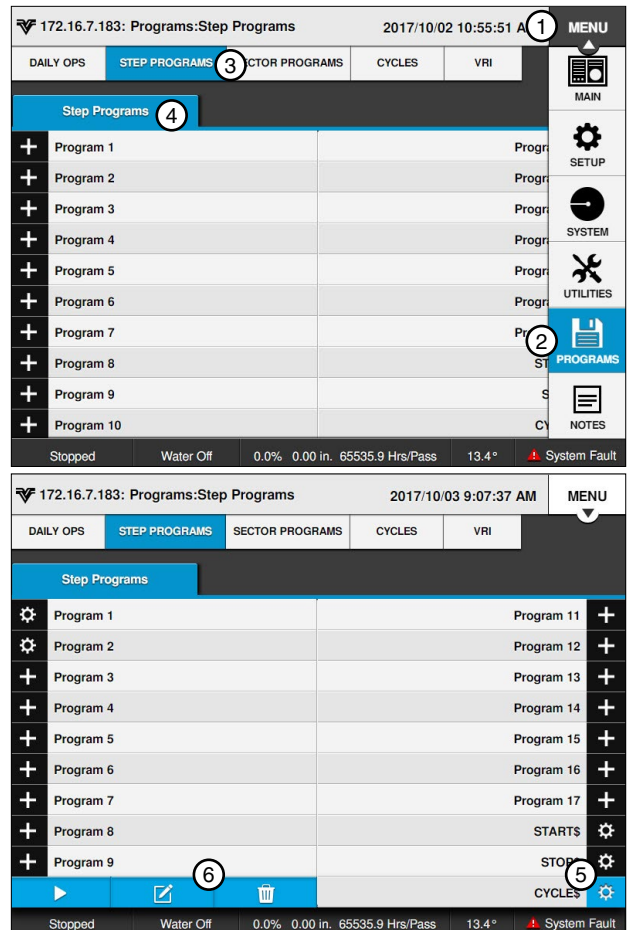 172.16.7.183: Programs:Step Programs 2017/10/02 10:55:51 1 MENU
DAILY OPS STEP PROGRAMS 3 SECTOR PROGRAMS CYCLES VRI
MAIN
Step Programs 4
Program 1
SETUP
Program 2
Program 3
SYSTEM
Program 4
Program 5
UTILITIES
Program 6
Program 7
2
PROGRAMS
Program 8
Program 9
Program 10
NOTES
Stopped Water Off 0.0% 0.00 in. 65535.9 Hrs/Pass 13.4° System Fault
172.16.7.183: Programs:Step Programs 2017/10/03 9:07:37 AM MENU
DAILY OPS STEP PROGRAMS SECTOR PROGRAMS CYCLES VRI
Step Programs
Program 1 Program 11
Program 2 Program 12
Program 3 Program 13
Program 4 Program 14
Program 5 Program 15
Program 6 Program 16
Program 7 Program 17
Program 8 START$
Program 9 STOP$
6 5
CYCLE$
Stopped Water Off 0.0% 0.00 in. 65535.9 Hrs/Pass 13.4° System Fault